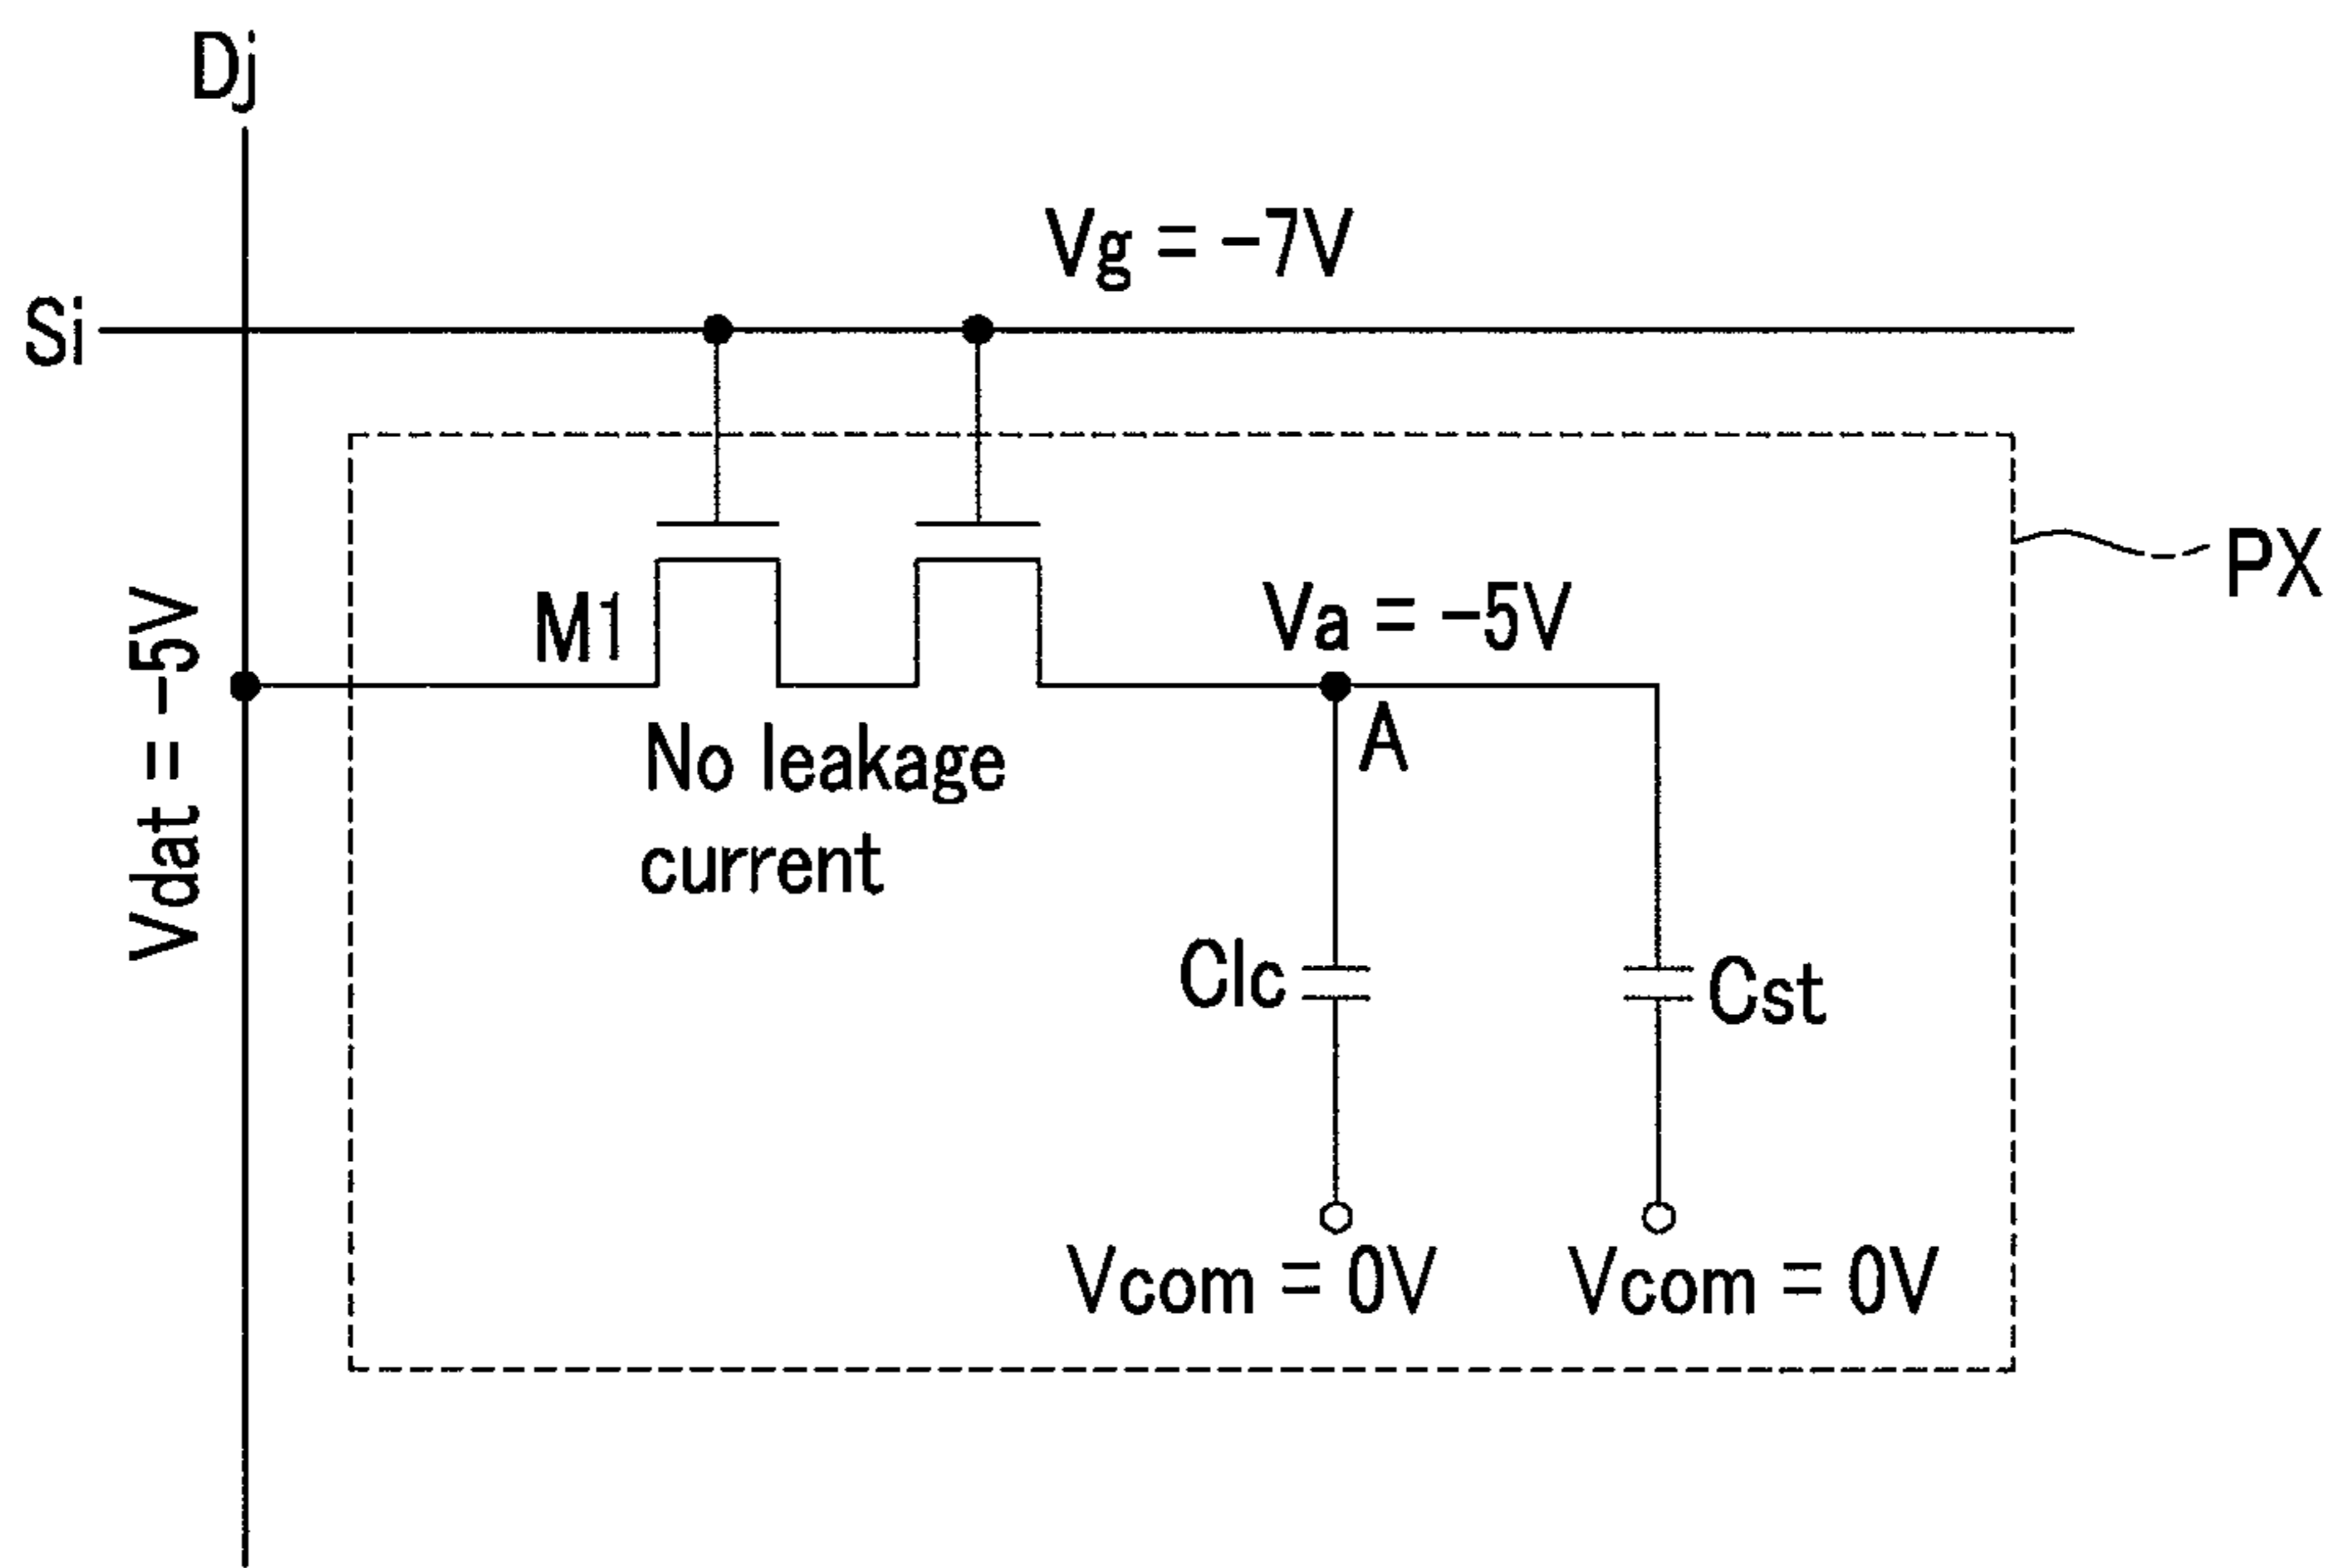 Dj
Vg = -7V
Si
PX
M1
Va = -5V
Vdat = -5V
A
No leakage
current
Clc
Cst
Vcom = 0V
Vcom = 0V